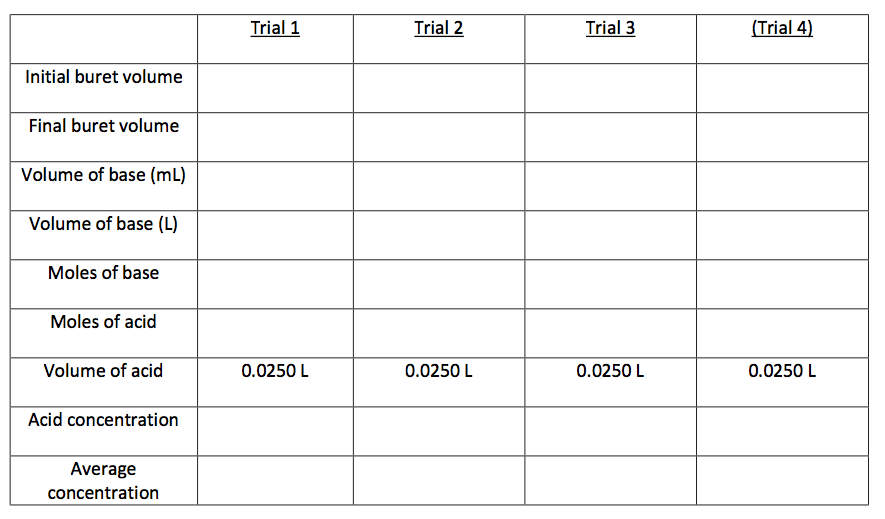 Trial 1 Trial 2 Trial 3 (Trial 4)
Initial buret volume
Final buret volume
Volume of base (mL)
Volume of base (L)
Moles of base
Moles of acid
Volume of acid 0.0250 L 0.0250 L 0.0250 L 0.0250 L
Acid concentration
Average
concentration